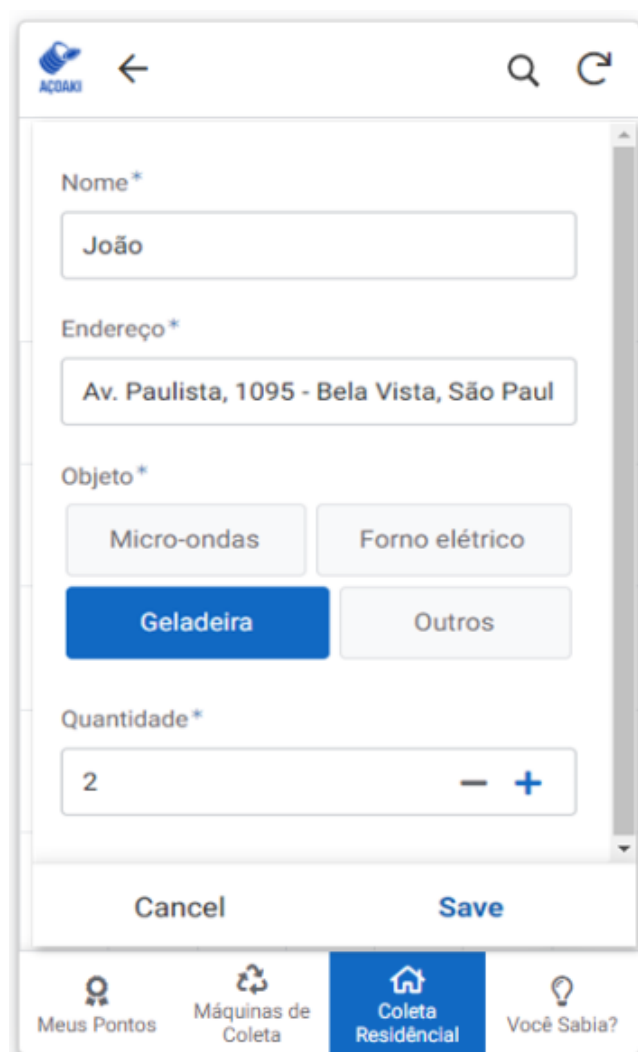 AÇOAKI
Nome*
João
Endereço*
Av. Paulista, 1095 - Bela Vista, São Paul
Objeto*
Micro-ondas
Forno elétrico
Geladeira
Outros
Quantidade*
2
Cancel
Save
Meus Pontos
Máquinas de
Coleta
Coleta
Residêncial
Você Sabia?